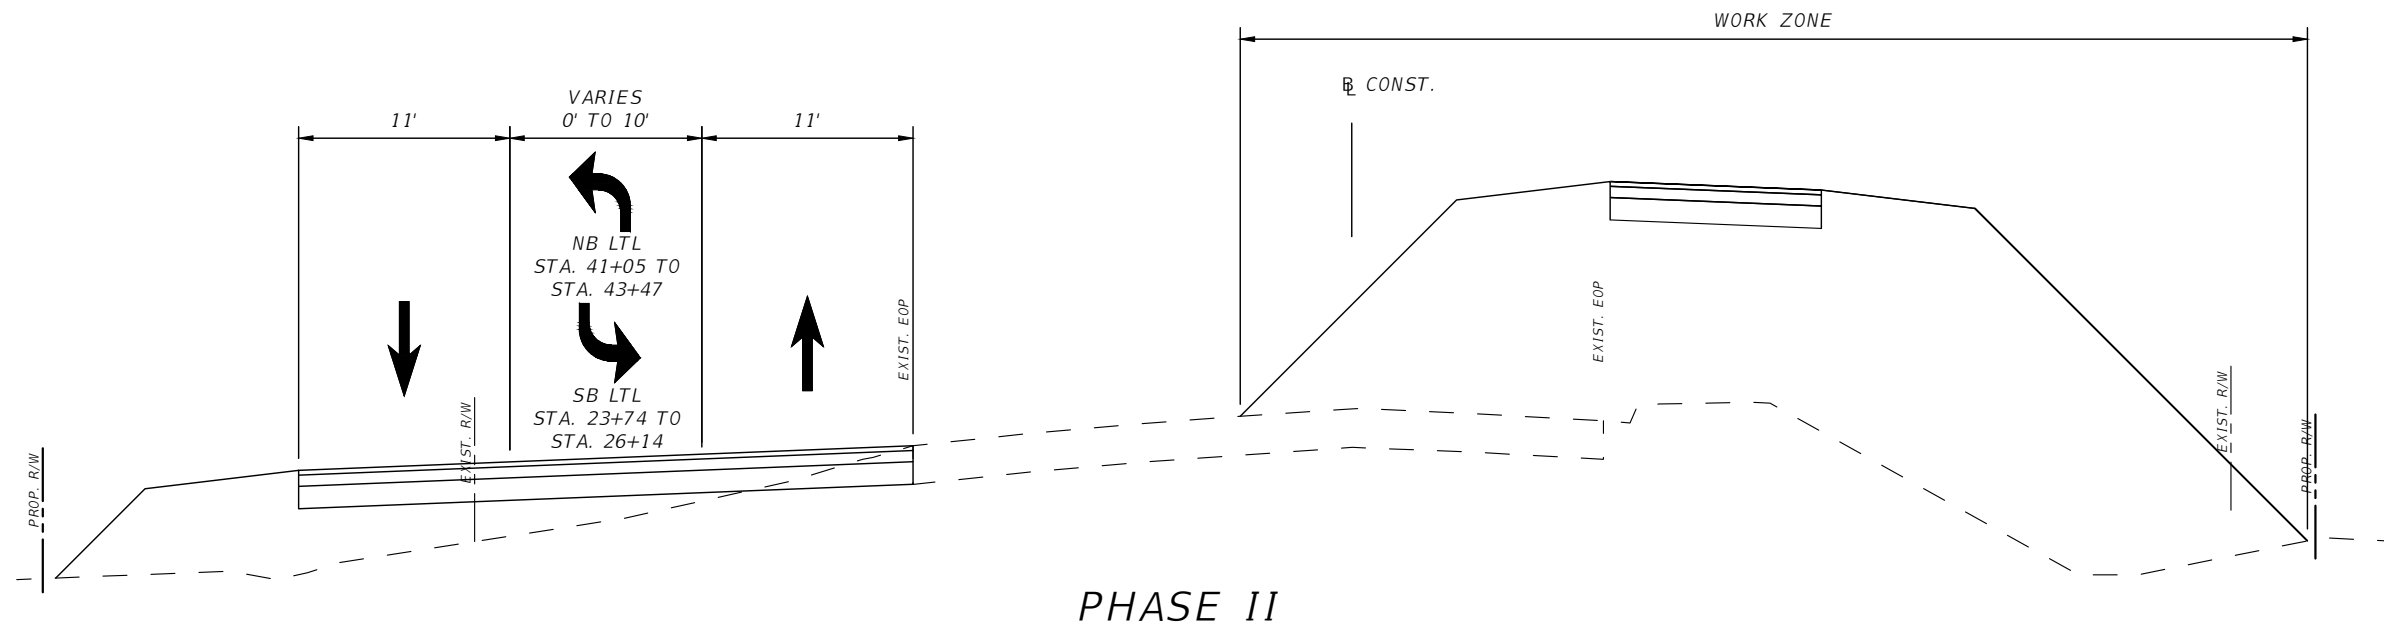 WORK ZONE
℄ CONST.
VARIES
0' TO 10'
11'
11'
NB LTL
STA. 41+05 TO
STA. 43+47
SB LTL
STA. 23+74 TO
STA. 26+14
PROP. R/W
EXIST. R/W
EXIST. EOP
EXIST. EOP
EXIST. R/W
PROP. R/W
PHASE II